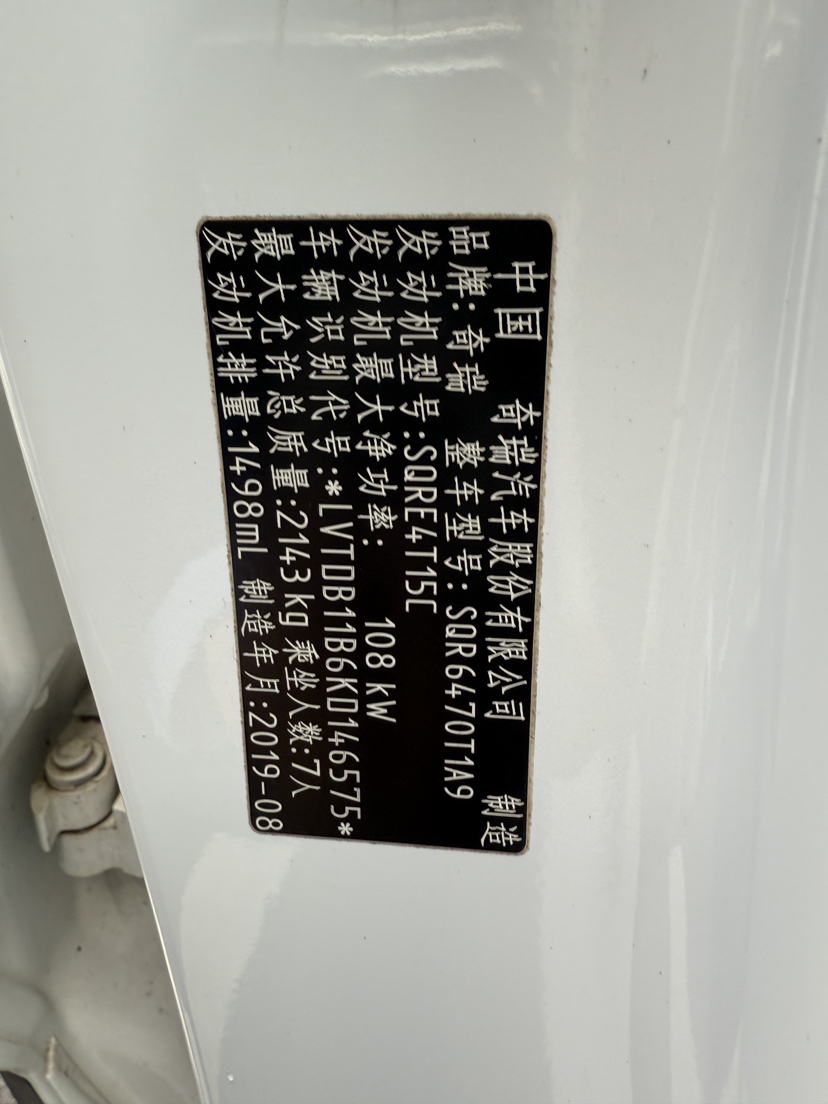 中国 奇瑞汽车股份有限公司 制造
品牌:奇瑞 整车型号:SQR6470T1A9
发动机型号:SQRE4T15C
发动机最大净功率: 108 kW
车辆识别代号:*LVTDB11B6KD146575*
最大允许总质量:2143kg 乘坐人数:7人
发动机排量:1498mL 制造年月:2019-08